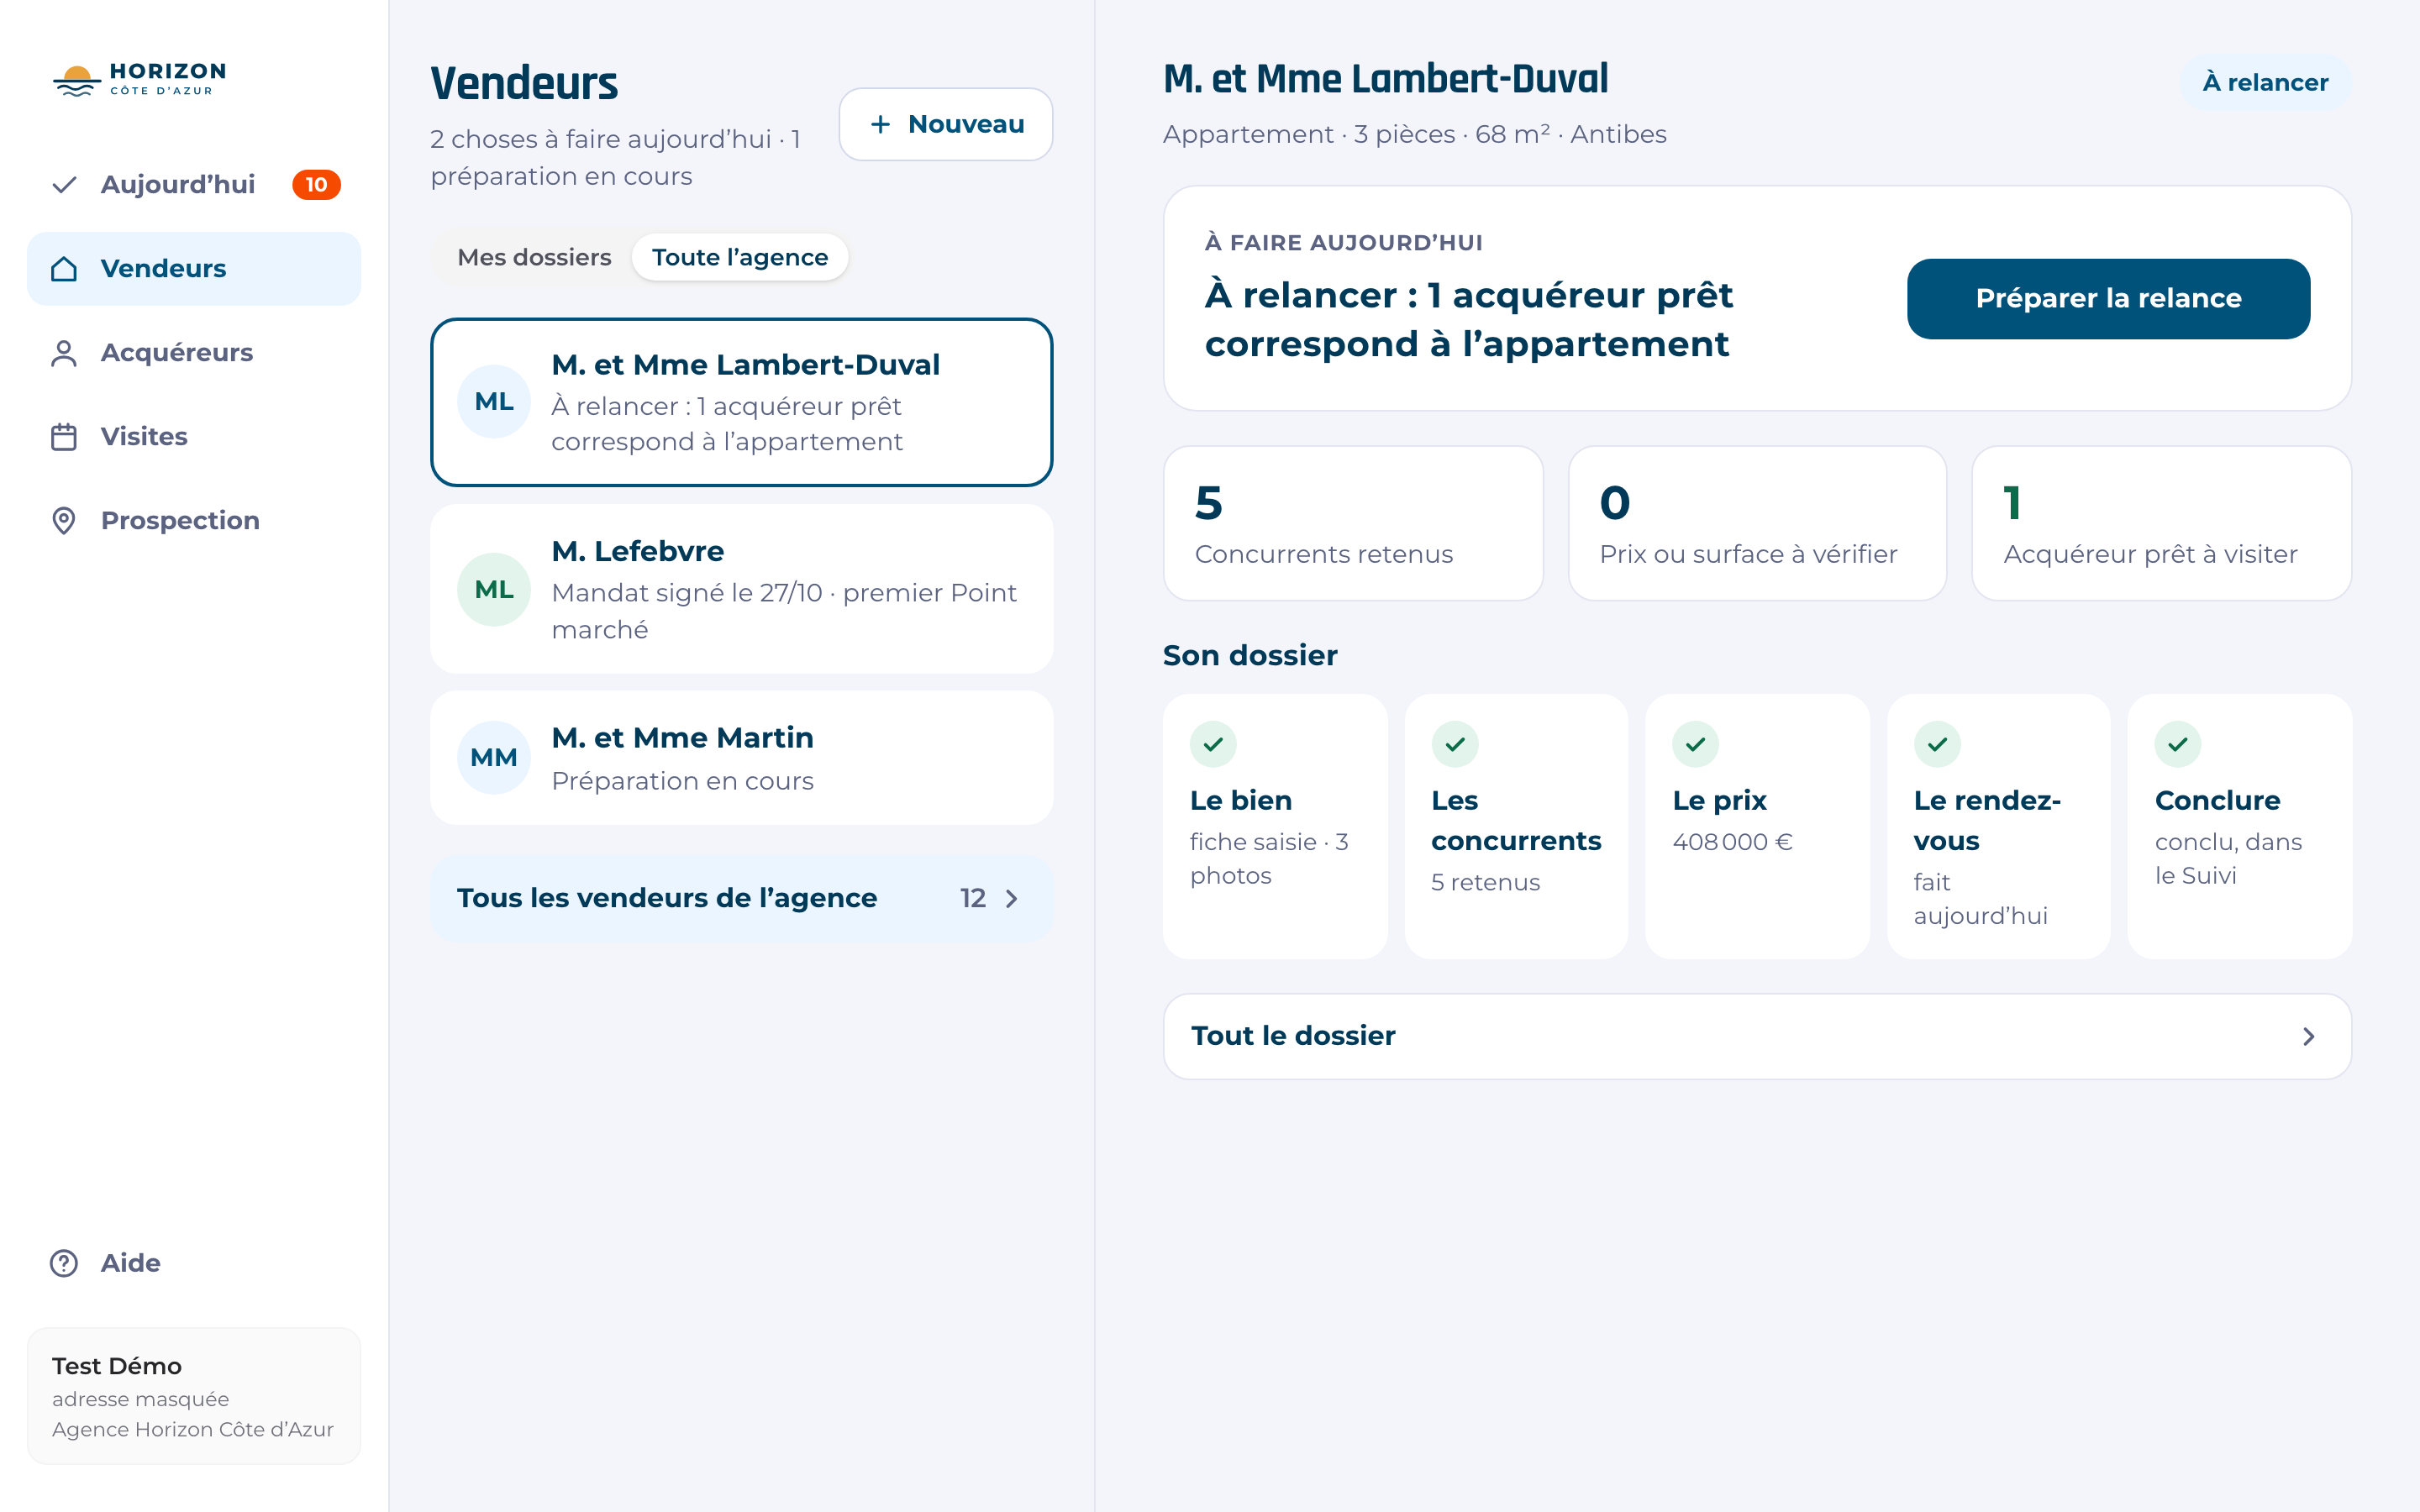 HORIZON
CÔTE D’AZUR
Aujourd’hui 10
Vendeurs
Acquéreurs
Visites
Prospection
Aide
Test Démo
adresse masquée
Agence Horizon Côte d’Azur
Vendeurs
2 choses à faire aujourd’hui · 1
préparation en cours
+ Nouveau
Mes dossiers
Toute l’agence
ML
M. et Mme Lambert-Duval
À relancer : 1 acquéreur prêt
correspond à l’appartement
ML
M. Lefebvre
Mandat signé le 27/10 · premier Point
marché
MM
M. et Mme Martin
Préparation en cours
Tous les vendeurs de l’agence 12
M. et Mme Lambert-Duval
À relancer
Appartement · 3 pièces · 68 m² · Antibes
À FAIRE AUJOURD’HUI
À relancer : 1 acquéreur prêt
correspond à l’appartement
Préparer la relance
5
Concurrents retenus
0
Prix ou surface à vérifier
1
Acquéreur prêt à visiter
Son dossier
Le bien
fiche saisie · 3
photos
Les
concurrents
5 retenus
Le prix
408 000 €
Le rendez-
vous
fait
aujourd’hui
Conclure
conclu, dans
le Suivi
Tout le dossier